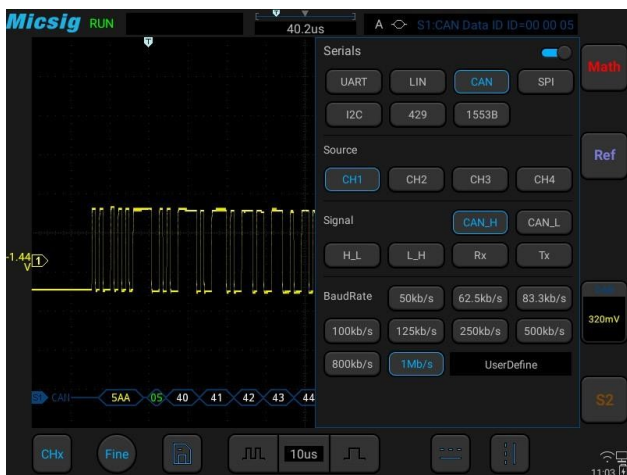 Micsig RUN 40.2us A S1:CAN Data ID ID=00 00 05
T
Serials
UART LIN CAN SPI
Math
I2C 429 1553B
Source
Ref
CH1 CH2 CH3 CH4
Signal CAN_H CAN_L
-1.44 V 1
H_L L_H Rx Tx
BaudRate 50kb/s 62.5kb/s 83.3kb/s
320mV
100kb/s 125kb/s 250kb/s 500kb/s
800kb/s 1Mb/s UserDefine
S1 CAN 5AA 05 40 41 42 43 44
S2
CHx Fine 10us
11:03